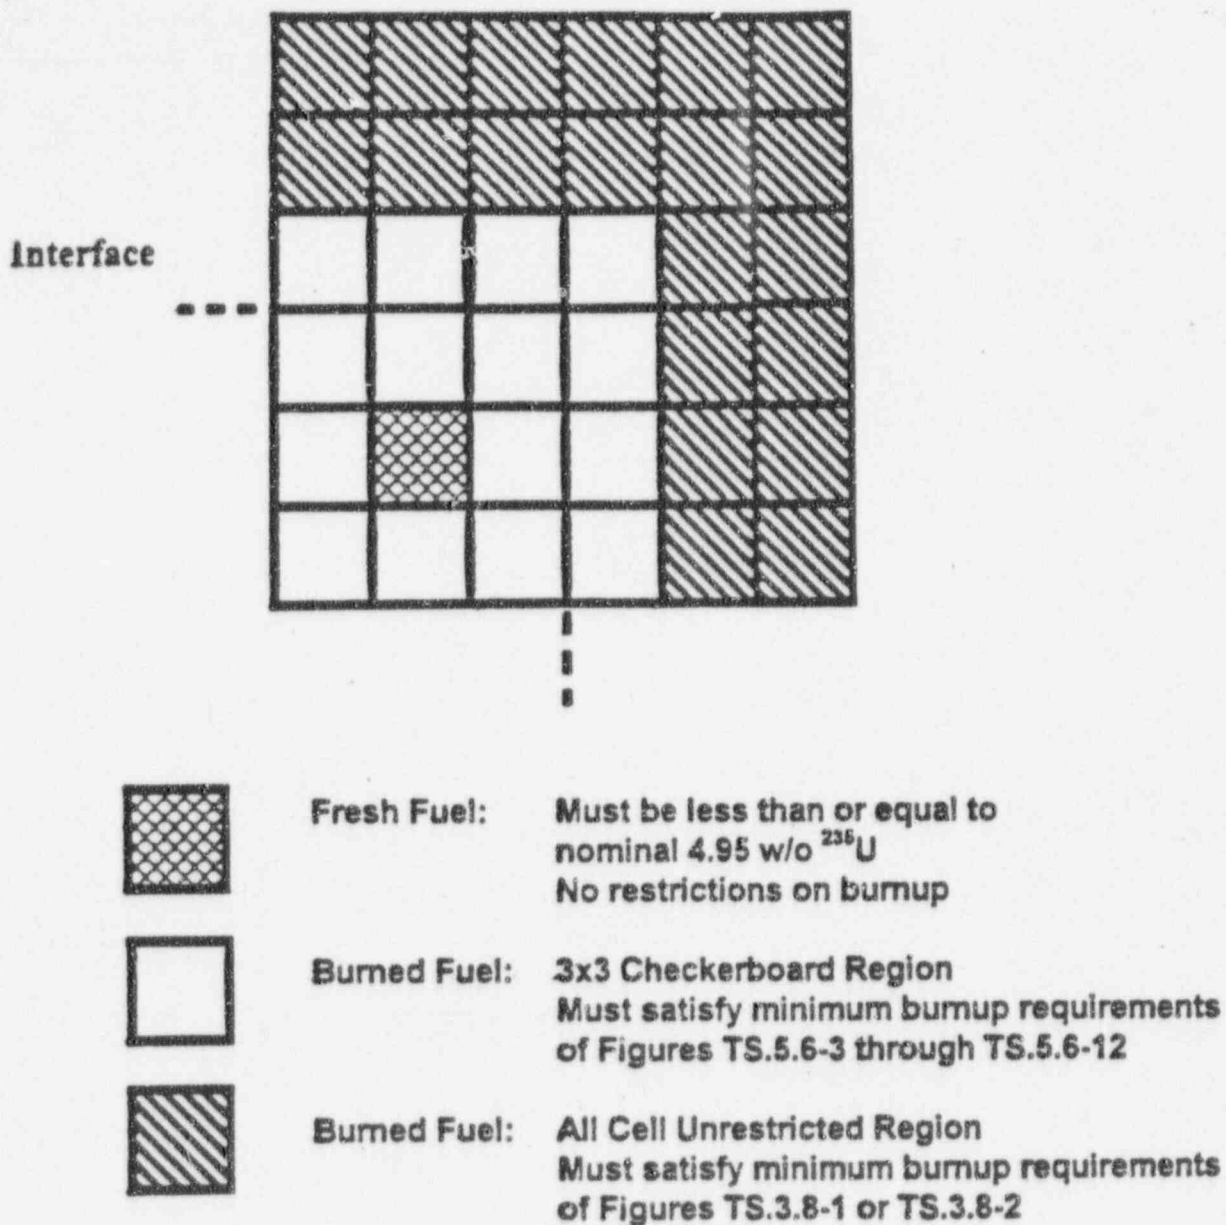 Interface
Fresh Fuel: Must be less than or equal to
nominal 4.95 w/o ²³⁵U
No restrictions on burnup
Burned Fuel: 3x3 Checkerboard Region
Must satisfy minimum burnup requirements
of Figures TS.5.6-3 through TS.5.6-12
Burned Fuel: All Cell Unrestricted Region
Must satisfy minimum burnup requirements
of Figures TS.3.8-1 or TS.3.8-2